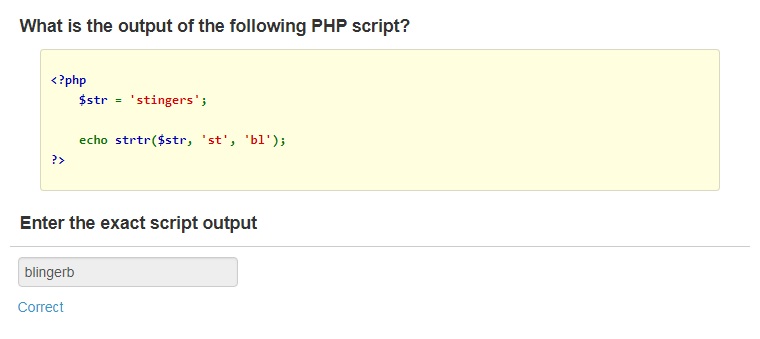 What is the output of the following PHP script?
<?php
$str = 'stingers';
echo strtr($str, 'st', 'bl');
?>
Enter the exact script output
blingerb
Correct